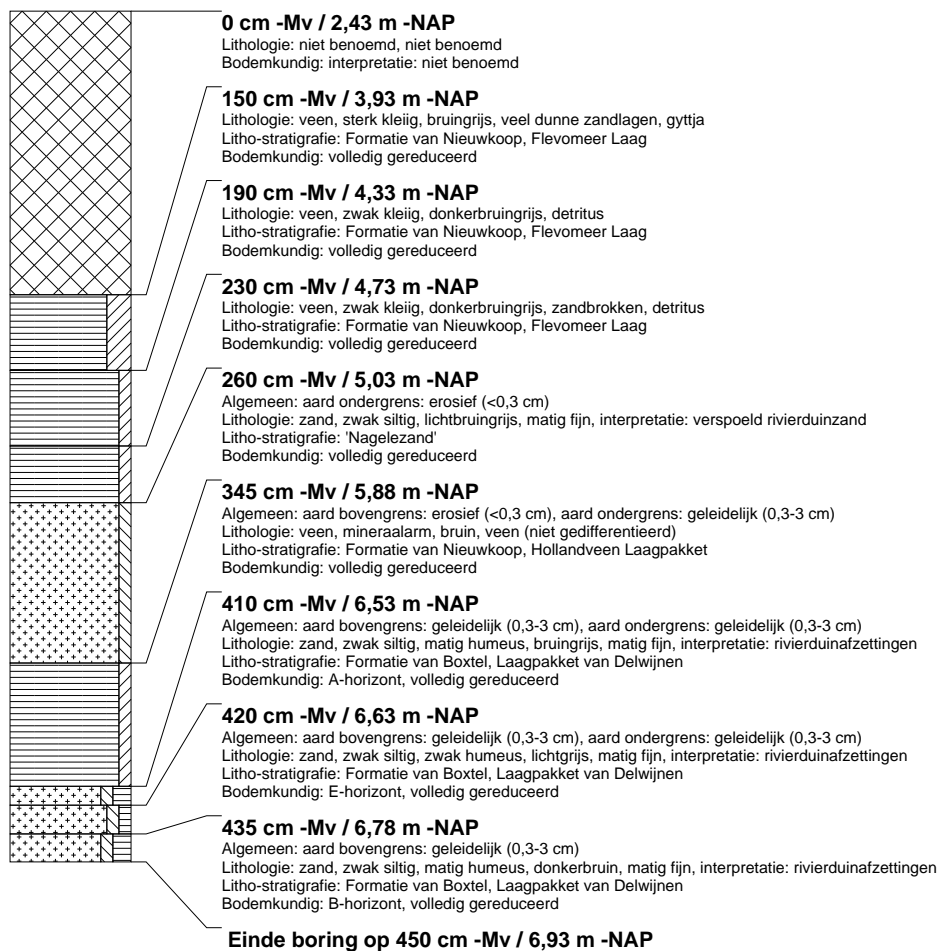 0 cm -Mv / 2,43 m -NAP
Lithologie: niet benoemd, niet benoemd
Bodemkundig: interpretatie: niet benoemd
150 cm -Mv / 3,93 m -NAP
Lithologie: veen, sterk kleiig, bruingrijs, veel dunne zandlagen, gyttja
Litho-stratigrafie: Formatie van Nieuwkoop, Flevomeer Laag
Bodemkundig: volledig gereduceerd
190 cm -Mv / 4,33 m -NAP
Lithologie: veen, zwak kleiig, donkerbruingrijs, detritus
Litho-stratigrafie: Formatie van Nieuwkoop, Flevomeer Laag
Bodemkundig: volledig gereduceerd
230 cm -Mv / 4,73 m -NAP
Lithologie: veen, zwak kleiig, donkerbruingrijs, zandbrokken, detritus
Litho-stratigrafie: Formatie van Nieuwkoop, Flevomeer Laag
Bodemkundig: volledig gereduceerd
260 cm -Mv / 5,03 m -NAP
Algemeen: aard ondergrens: erosief (<0,3 cm)
Lithologie: zand, zwak siltig, lichtbruingrijs, matig fijn, interpretatie: verspoeld rivierduinzand
Litho-stratigrafie: 'Nagelezand'
Bodemkundig: volledig gereduceerd
345 cm -Mv / 5,88 m -NAP
Algemeen: aard bovengrens: erosief (<0,3 cm), aard ondergrens: geleidelijk (0,3-3 cm)
Lithologie: veen, mineraalarm, bruin, veen (niet gedifferentieerd)
Litho-stratigrafie: Formatie van Nieuwkoop, Hollandveen Laagpakket
Bodemkundig: volledig gereduceerd
410 cm -Mv / 6,53 m -NAP
Algemeen: aard bovengrens: geleidelijk (0,3-3 cm), aard ondergrens: geleidelijk (0,3-3 cm)
Lithologie: zand, zwak siltig, matig humeus, bruingrijs, matig fijn, interpretatie: rivierduinafzettingen
Litho-stratigrafie: Formatie van Boxtel, Laagpakket van Delwijnen
Bodemkundig: A-horizont, volledig gereduceerd
420 cm -Mv / 6,63 m -NAP
Algemeen: aard bovengrens: geleidelijk (0,3-3 cm), aard ondergrens: geleidelijk (0,3-3 cm)
Lithologie: zand, zwak siltig, zwak humeus, lichtgrijs, matig fijn, interpretatie: rivierduinafzettingen
Litho-stratigrafie: Formatie van Boxtel, Laagpakket van Delwijnen
Bodemkundig: E-horizont, volledig gereduceerd
435 cm -Mv / 6,78 m -NAP
Algemeen: aard bovengrens: geleidelijk (0,3-3 cm)
Lithologie: zand, zwak siltig, matig humeus, donkerbruin, matig fijn, interpretatie: rivierduinafzettingen
Litho-stratigrafie: Formatie van Boxtel, Laagpakket van Delwijnen
Bodemkundig: B-horizont, volledig gereduceerd
Einde boring op 450 cm -Mv / 6,93 m -NAP